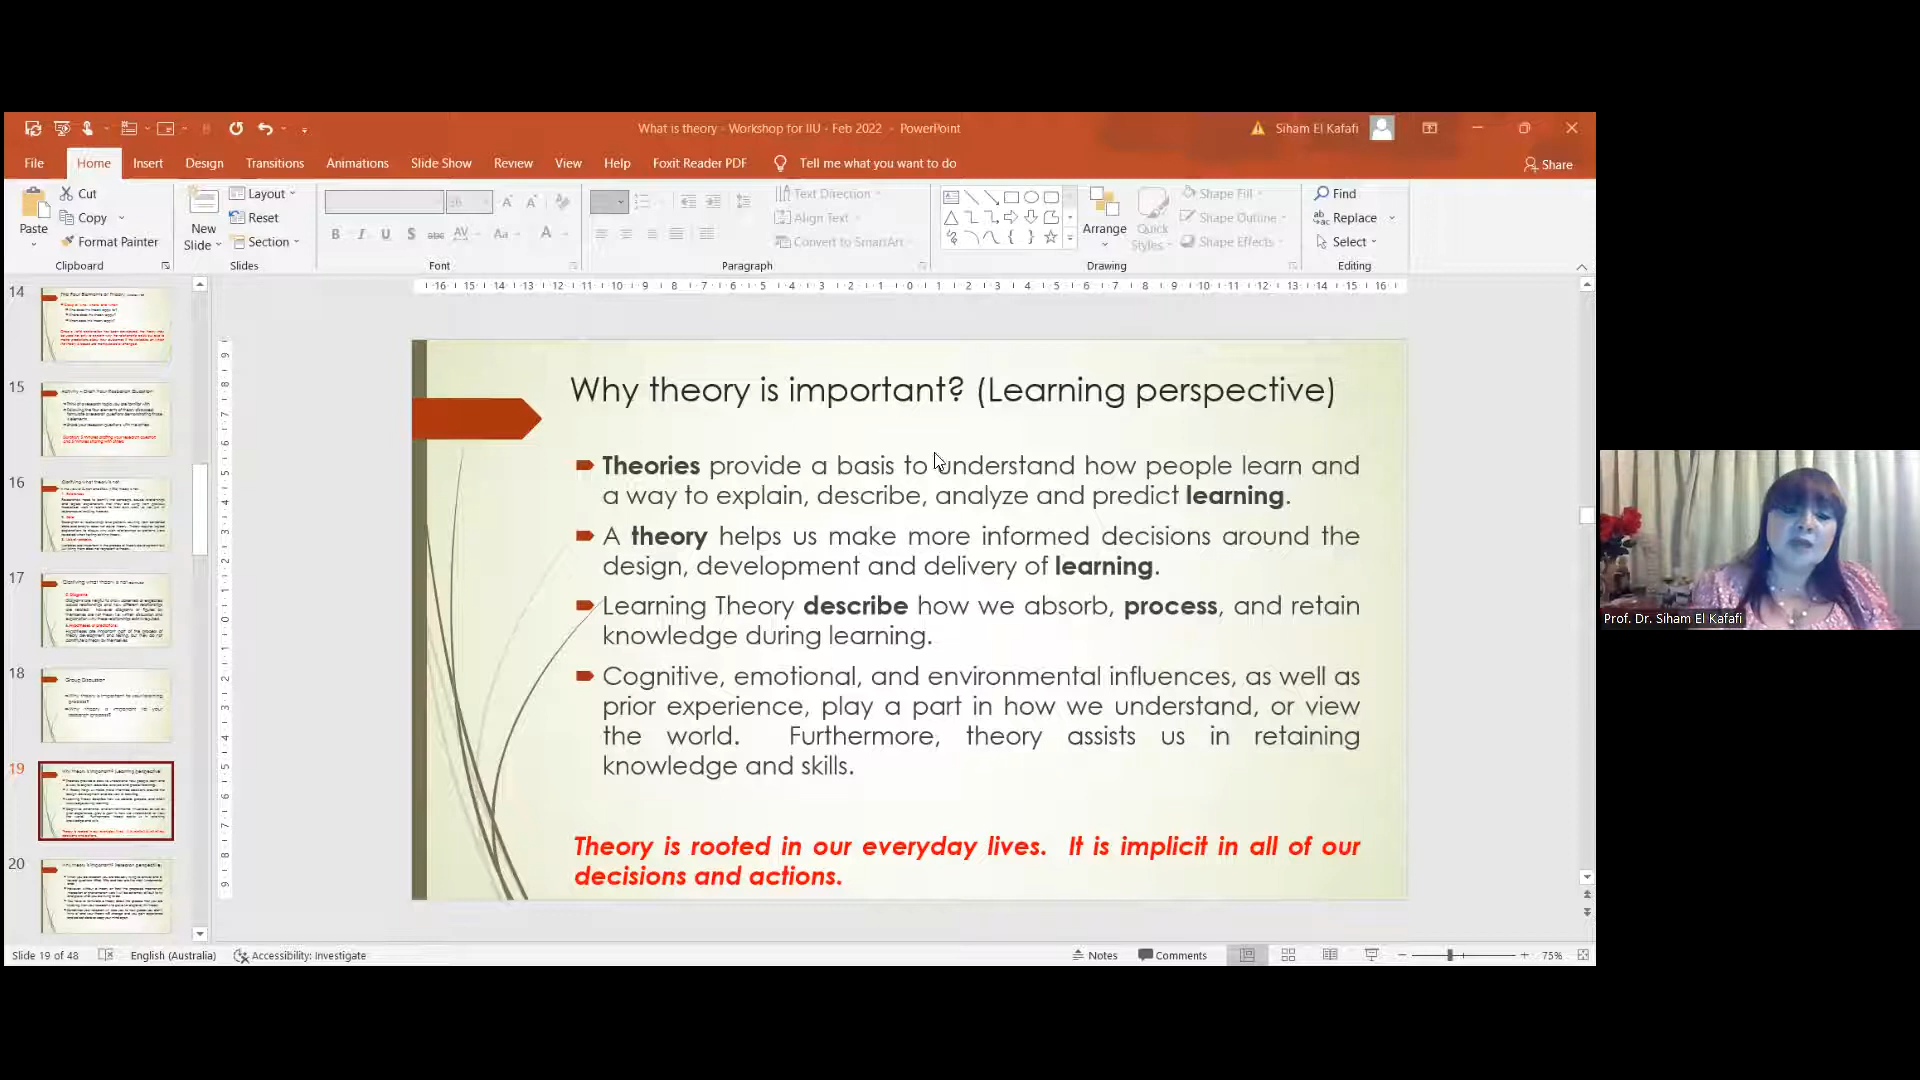 What is theory - Workshop for IIU - Feb 2022 - PowerPoint
Siham El Kafafi
File Home Insert Design Transitions Animations Slide Show Review View Help Foxit Reader PDF Tell me what you want to do Share
Paste
Cut
Copy
Format Painter
Clipboard
New Slide
Layout
Reset
Section
Slides
Font
Text Direction
Align Text
Convert to SmartArt
Paragraph
Arrange
Quick Styles
Shape Fill
Shape Outline
Shape Effects
Drawing
Find
Replace
Select
Editing
14
15
16
17
18
Group Discussion
19
20
Why theory is important? (Learning perspective)
Theories provide a basis to understand how people learn and
a way to explain, describe, analyze and predict learning.
A theory helps us make more informed decisions around the
design, development and delivery of learning.
Learning Theory describe how we absorb, process, and retain
knowledge during learning.
Cognitive, emotional, and environmental influences, as well as
prior experience, play a part in how we understand, or view
the world. Furthermore, theory assists us in retaining
knowledge and skills.
Theory is rooted in our everyday lives. It is implicit in all of our
decisions and actions.
Prof. Dr. Siham El Kafafi
Slide 19 of 48 English (Australia) Accessibility: Investigate Notes Comments 75%